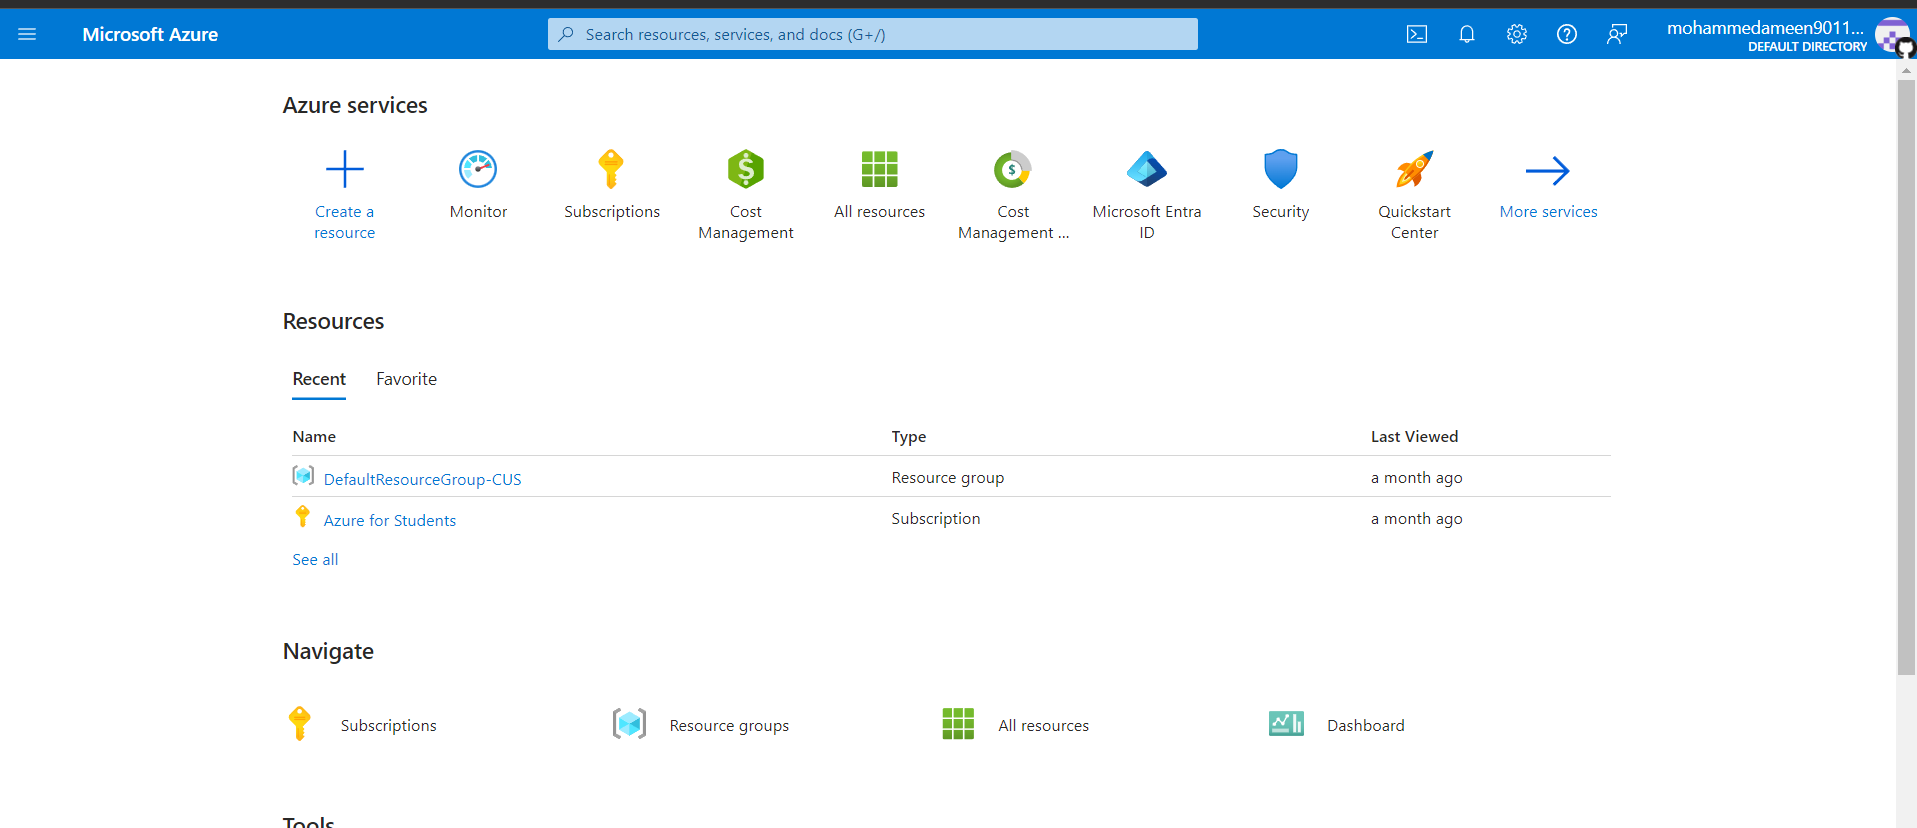 Microsoft Azure
Search resources, services, and docs (G+/)
mohammedameen9011...
DEFAULT DIRECTORY
Azure services
Create a
resource
Monitor
Subscriptions
Cost
Management
All resources
Cost
Management ...
Microsoft Entra
ID
Security
Quickstart
Center
More services
Resources
Recent Favorite
Name Type Last Viewed
DefaultResourceGroup-CUS Resource group a month ago
Azure for Students Subscription a month ago
See all
Navigate
Subscriptions Resource groups All resources Dashboard
Tools